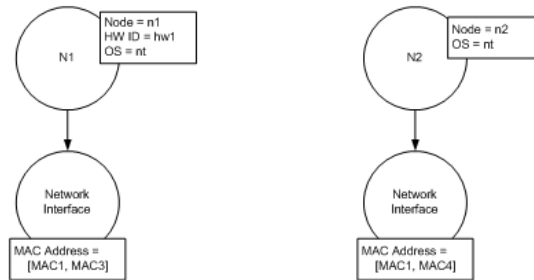 N1
Node = n1
HW ID = hw1
OS = nt
Network
Interface
MAC Address =
[MAC1, MAC3]
N2
Node = n2
OS = nt
Network
Interface
MAC Address =
[MAC1, MAC4]